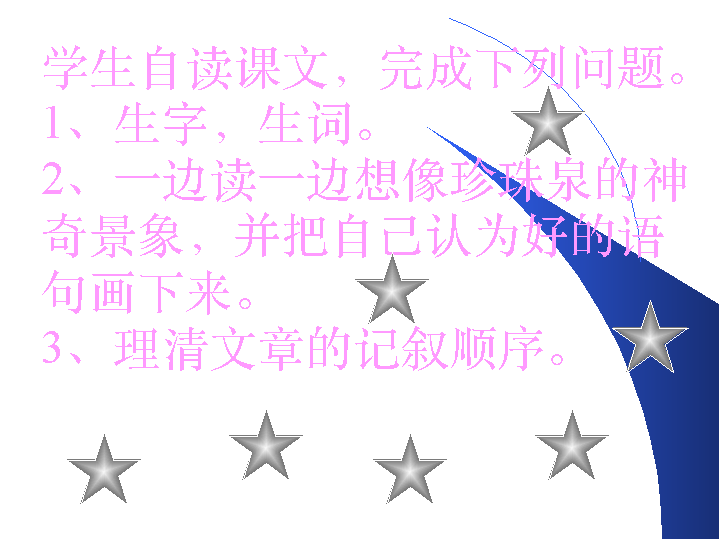 学生自读课文，完成下列问题。
1、生字，生词。
2、一边读一边想像珍珠泉的神
奇景象，并把自己认为好的语
句画下来。
3、理清文章的记叙顺序。